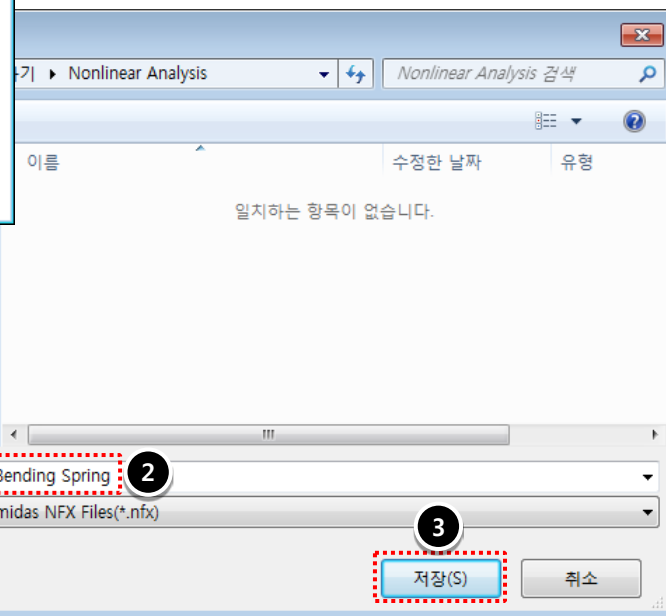 ▸ Nonlinear Analysis
Nonlinear Analysis 검색
이름 수정한 날짜 유형
일치하는 항목이 없습니다.
Bending Spring 2
midas NFX Files(*.nfx)
3
저장(S) 취소